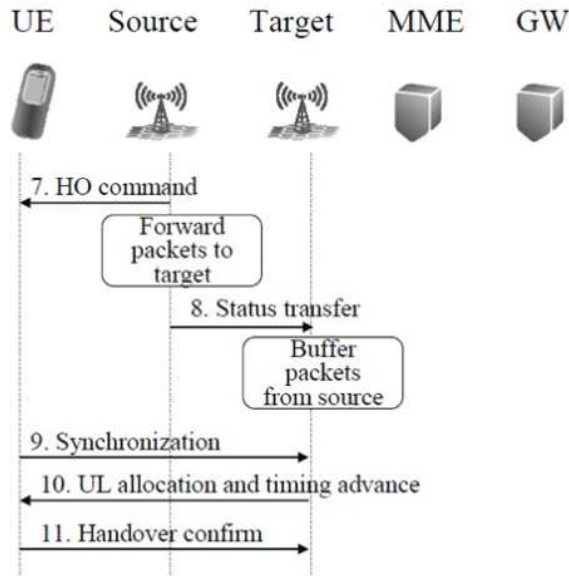 UE Source Target MME GW
7. HO command
Forward
packets to
target
8. Status transfer
Buffer
packets
from source
9. Synchronization
10. UL allocation and timing advance
11. Handover confirm